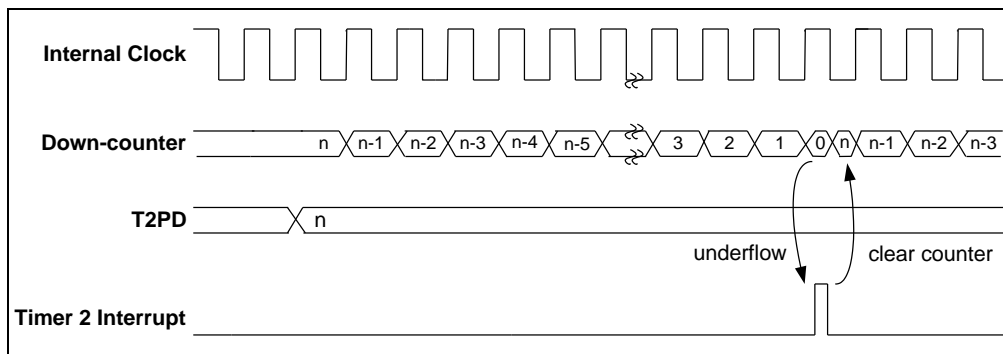 Internal Clock
Down-counter n n-1 n-2 n-3 n-4 n-5 3 2 1 0 n n-1 n-2 n-3
T2PD n
underflow clear counter
Timer 2 Interrupt